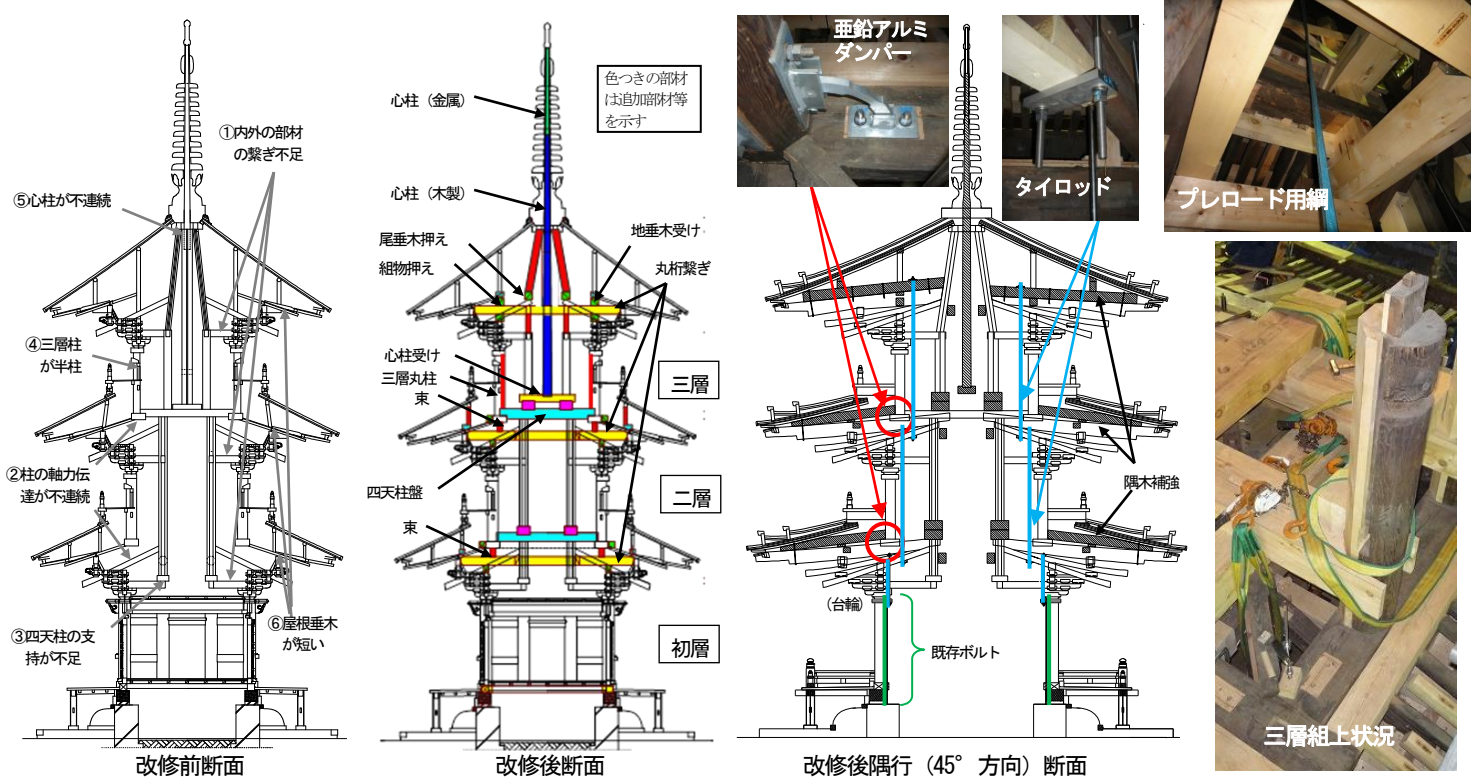 ①内外の部材
の繋ぎ不足
⑤心柱が不連続
④三層柱
が半柱
②柱の軸力伝
達が不連続
③四天柱の支
持が不足
⑥屋根垂木
が短い
改修前断面
色つきの部材
は追加部材等
を示す
心柱（金属）
心柱（木製）
尾垂木押え
組物押え
地垂木受け
丸桁繋ぎ
心柱受け
三層丸柱
束
三層
四天柱盤
二層
束
初層
改修後断面
亜鉛アルミ
ダンパー
タイロッド
隅木補強
（台輪）
既存ボルト
改修後隅行（45°方向）断面
プレロード用綱
三層組上状況